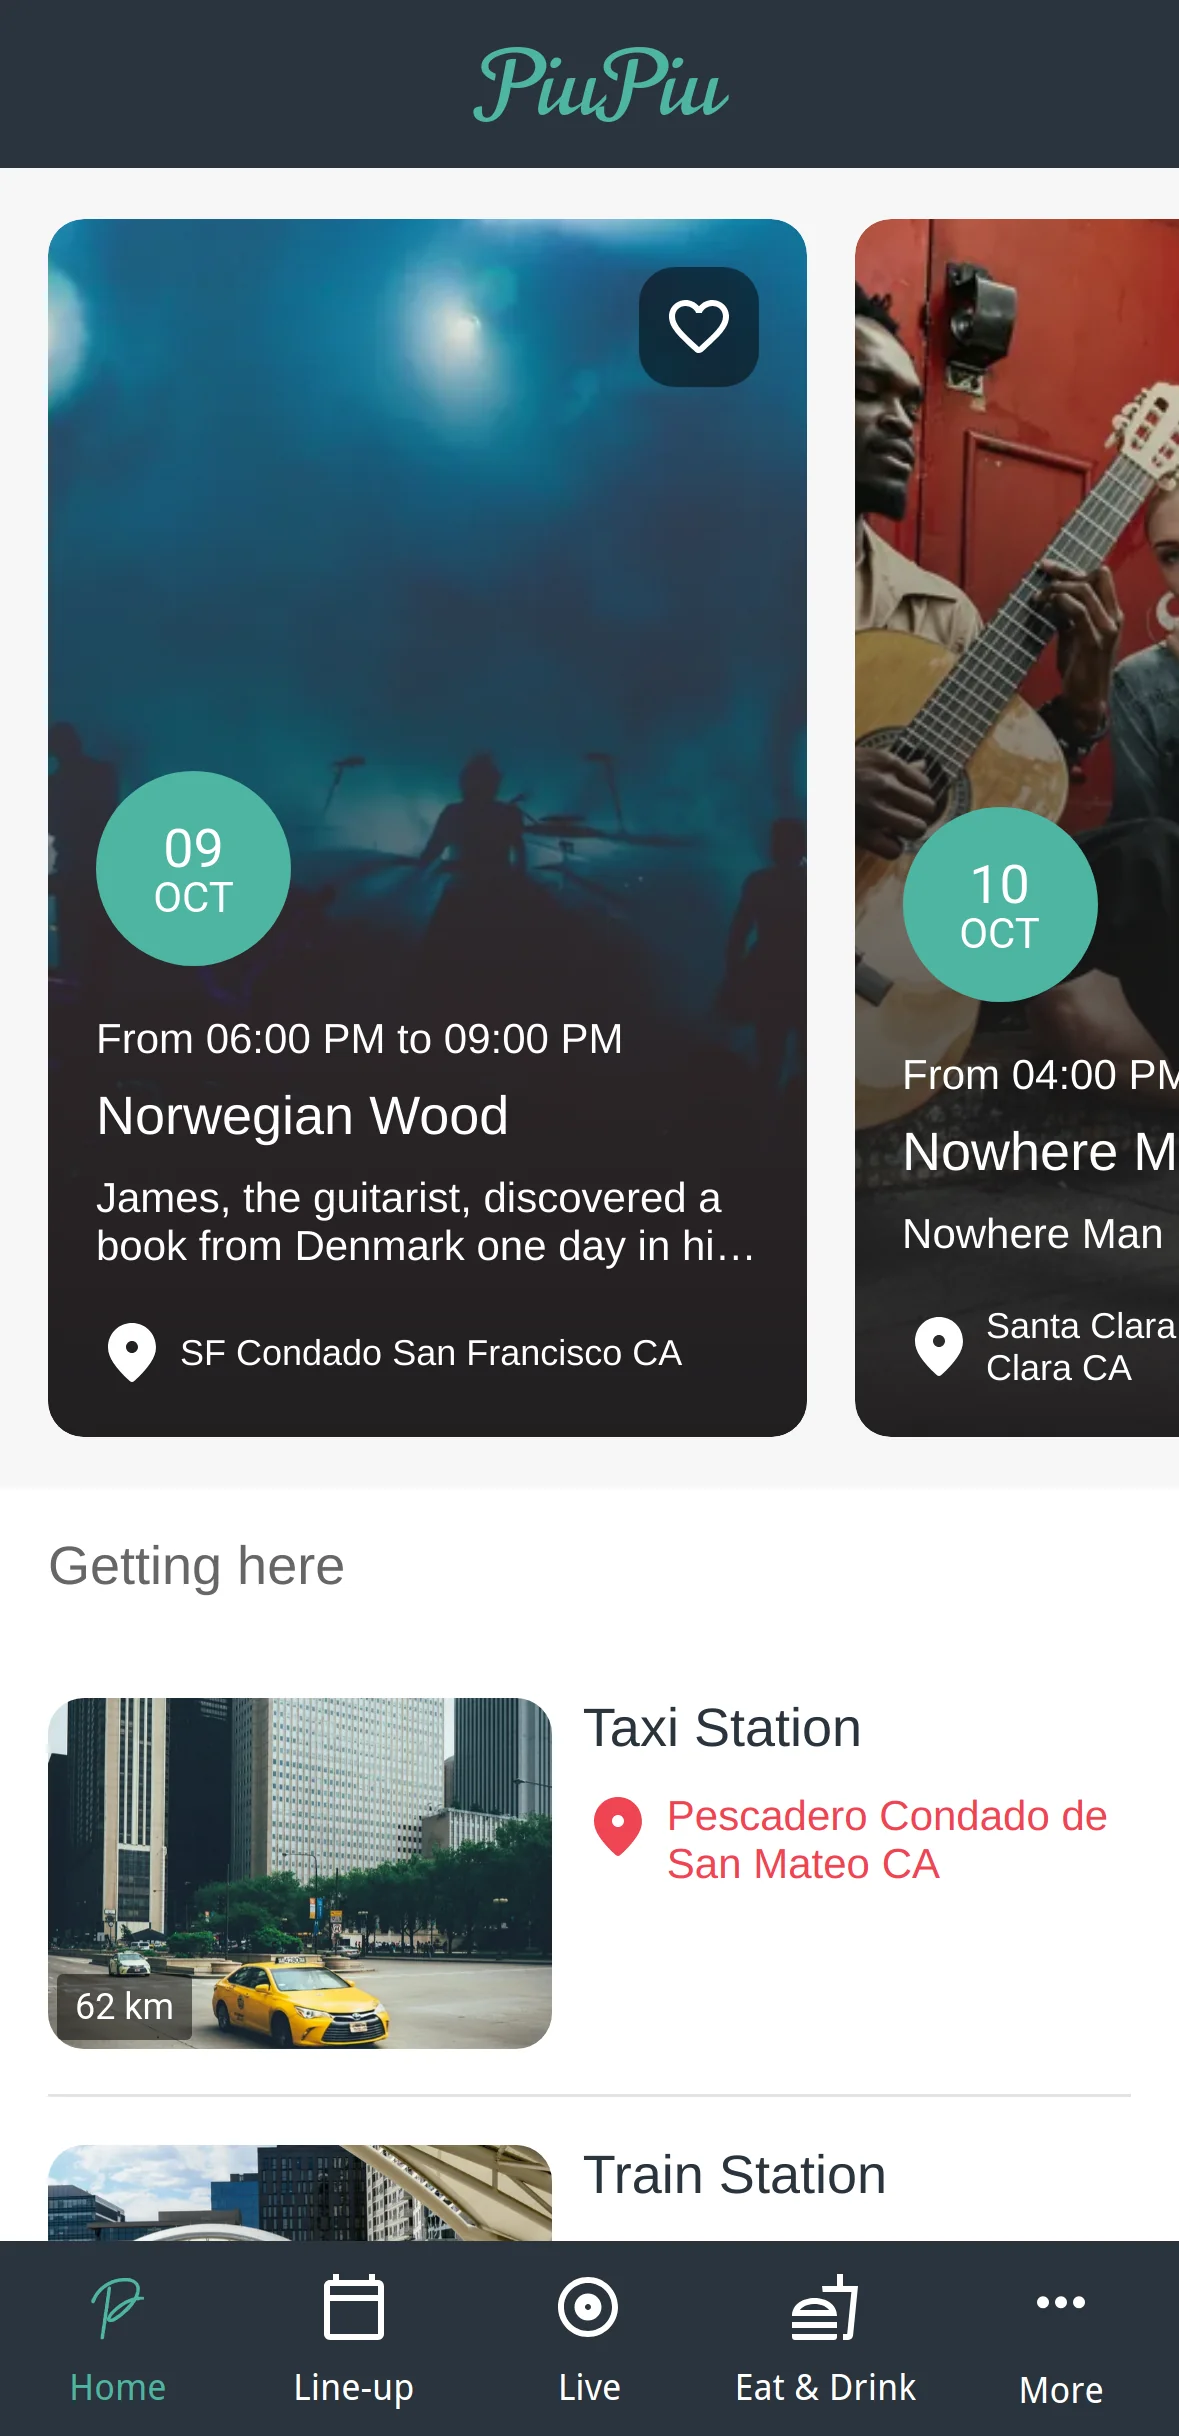 PiuPiu
09
OCT
From 06:00 PM to 09:00 PM
Norwegian Wood
James, the guitarist, discovered a
book from Denmark one day in hi…
SF Condado San Francisco CA
10
OCT
From 04:00 PM
Nowhere M
Nowhere Man
Santa Clara
Clara CA
Getting here
Taxi Station
Pescadero Condado de
San Mateo CA
62 km
Train Station
Home
Line-up
Live
Eat & Drink
More